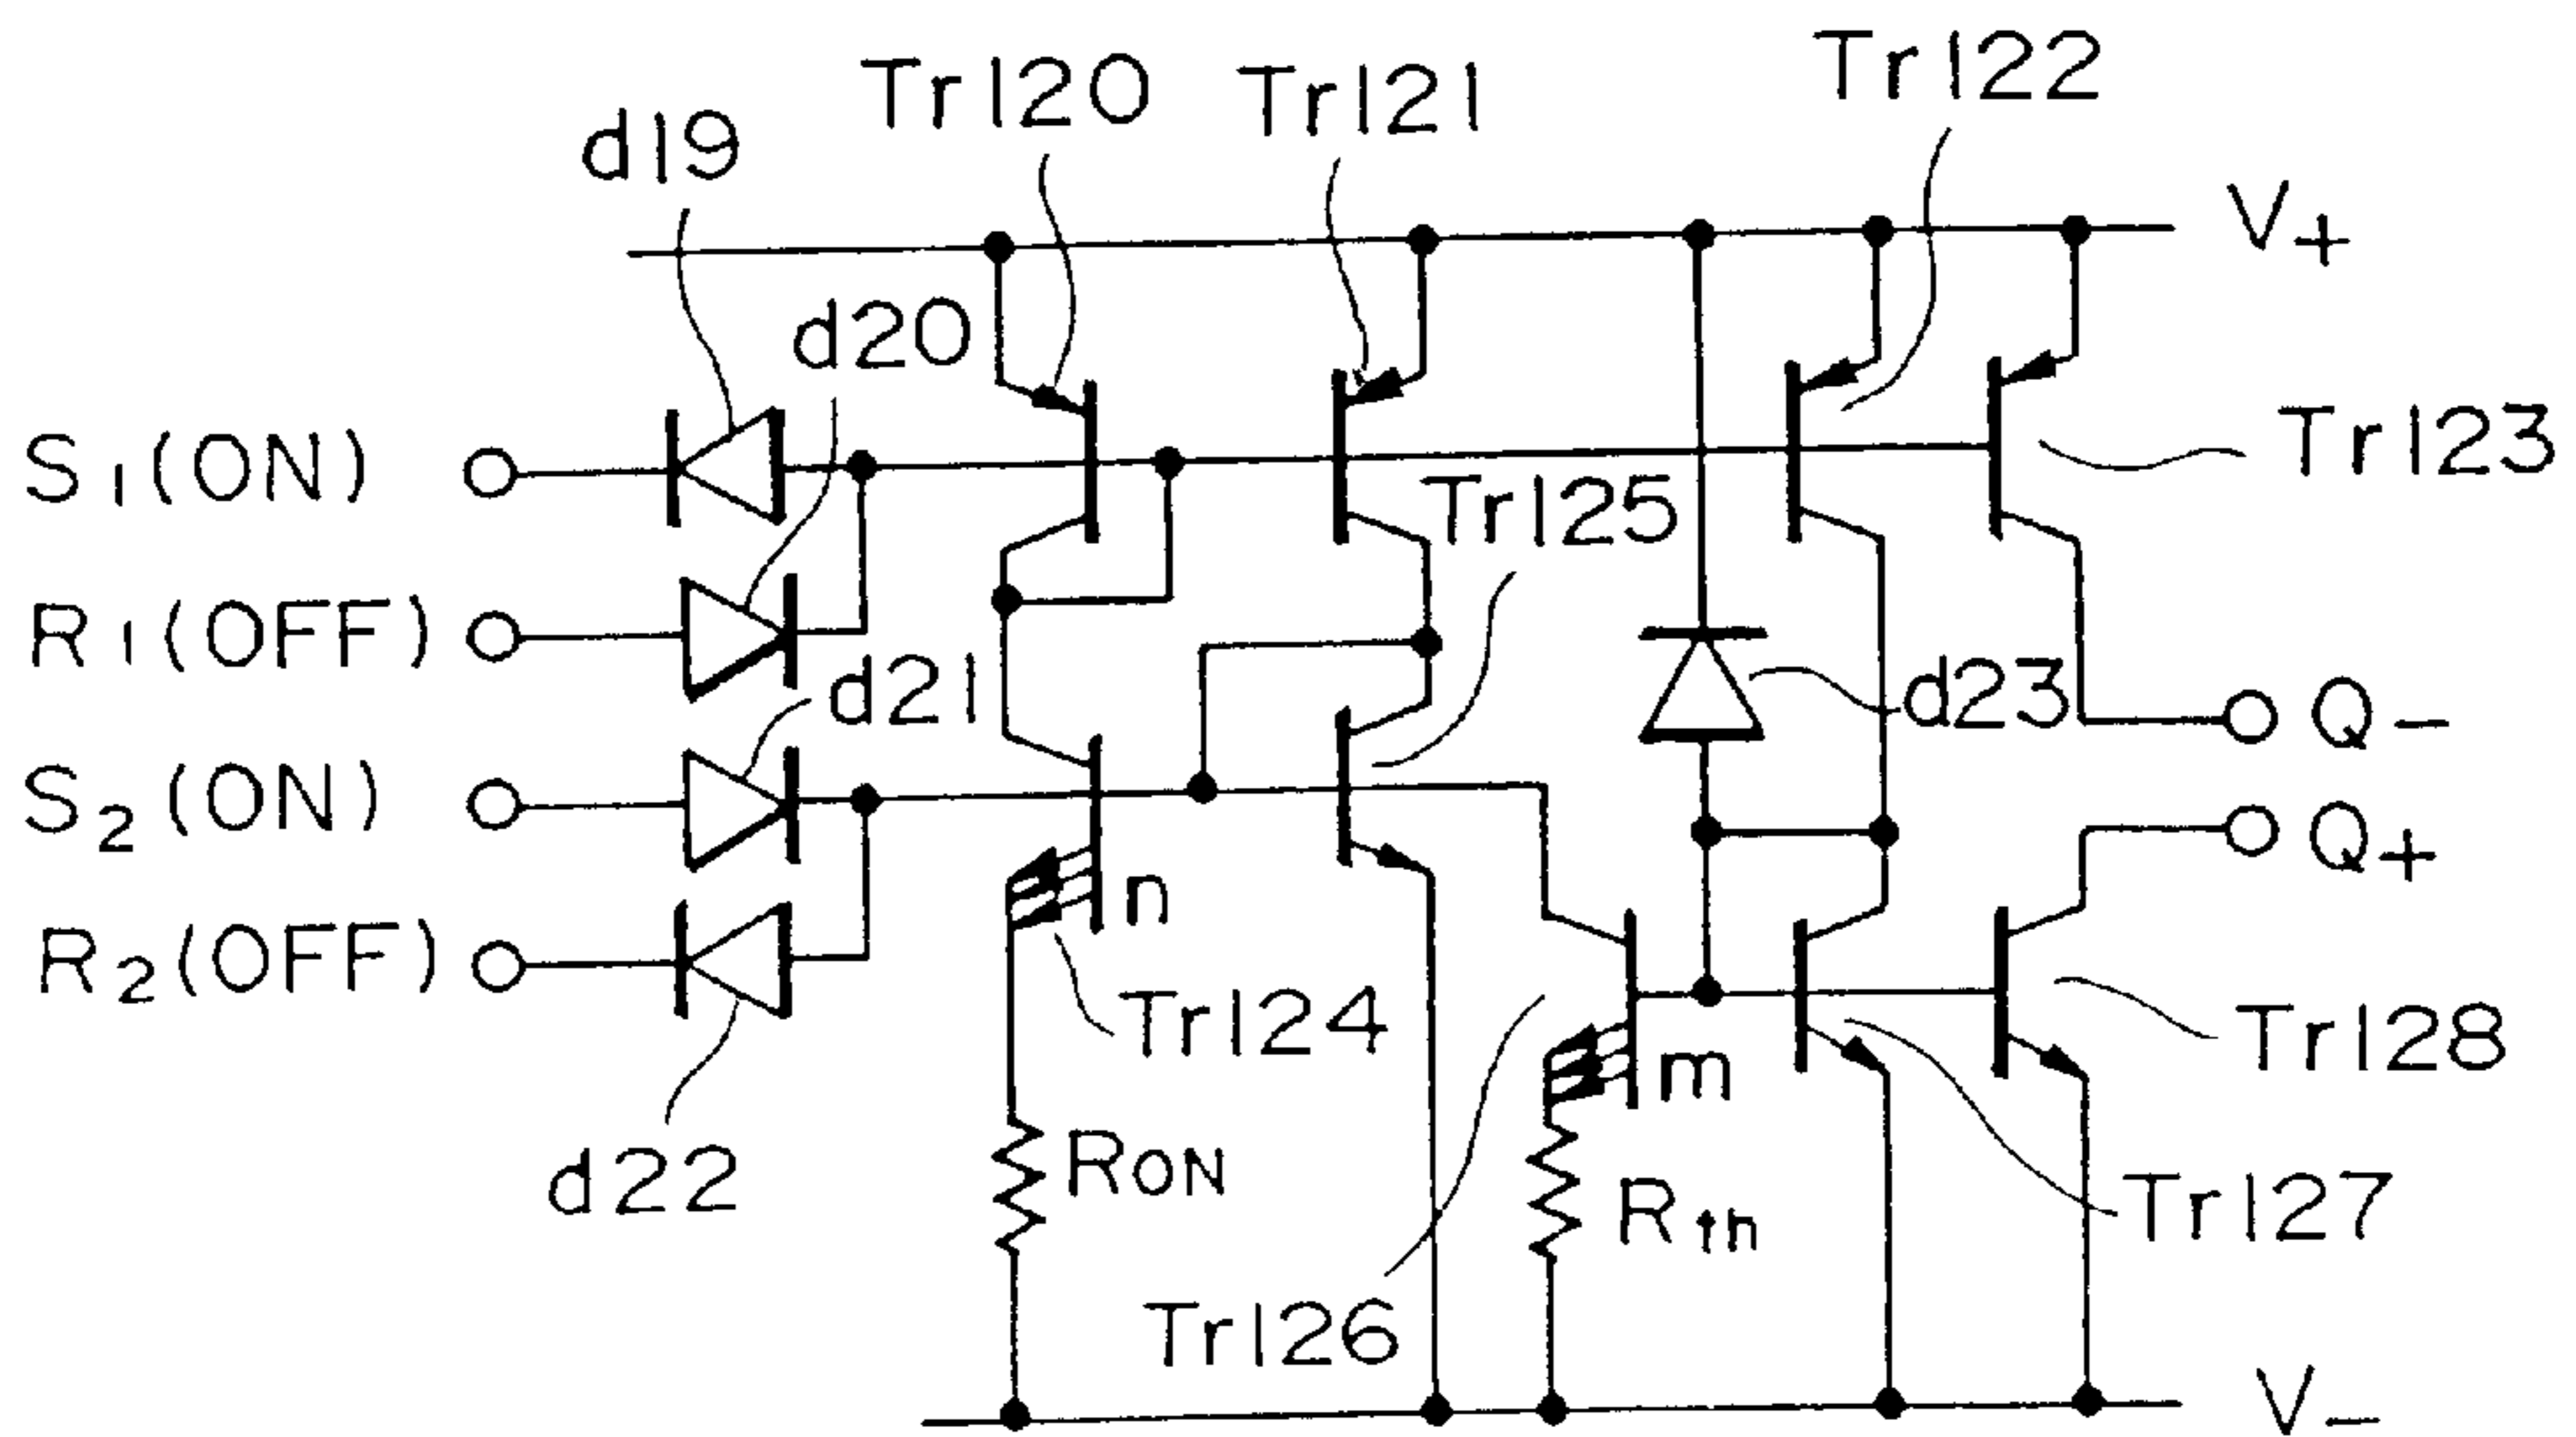 Tr122
Tr120
Tr121
d19
V+
d20
Tr123
S1(ON)
Tr125
R1(OFF)
d21
d23
Q-
S2(ON)
Q+
n
R2(OFF)
Tr124
m
Tr128
RON
d22
Rth
Tr127
Tr126
V-